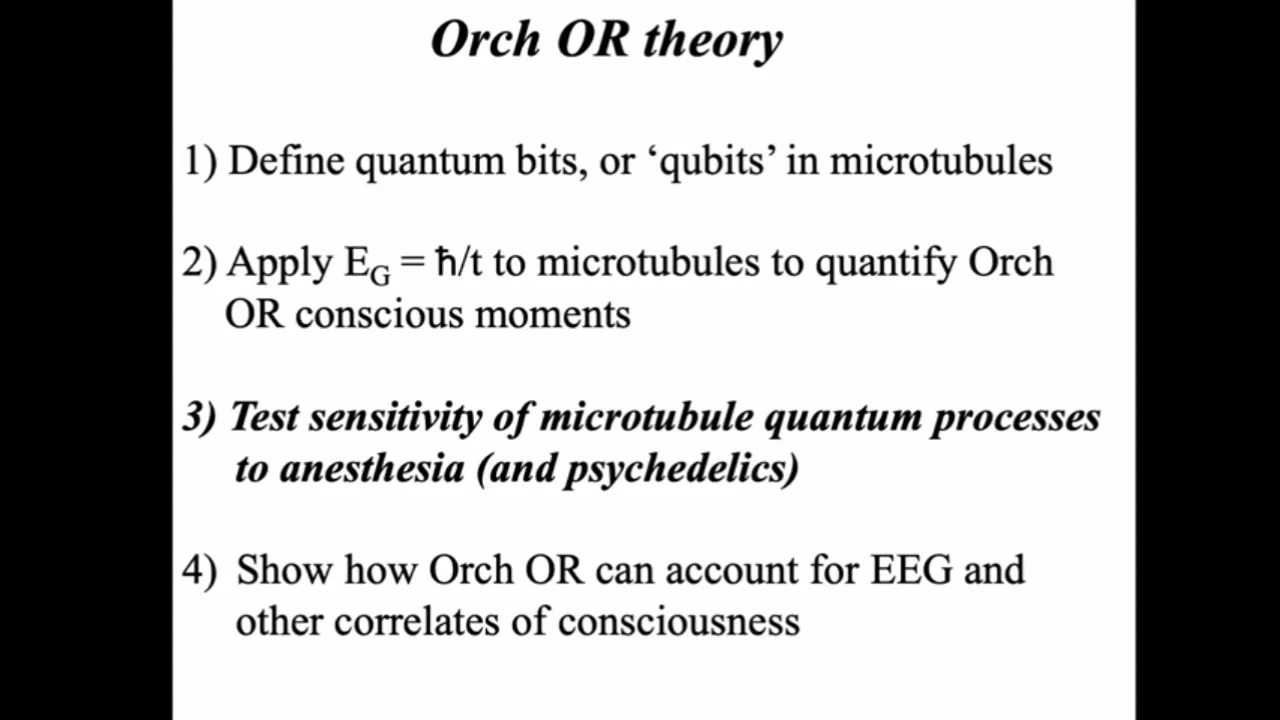 Orch OR theory
1) Define quantum bits, or ‘qubits’ in microtubules
2) Apply E_G = ħ/t to microtubules to quantify Orch
OR conscious moments
3) Test sensitivity of microtubule quantum processes
to anesthesia (and psychedelics)
4) Show how Orch OR can account for EEG and
other correlates of consciousness